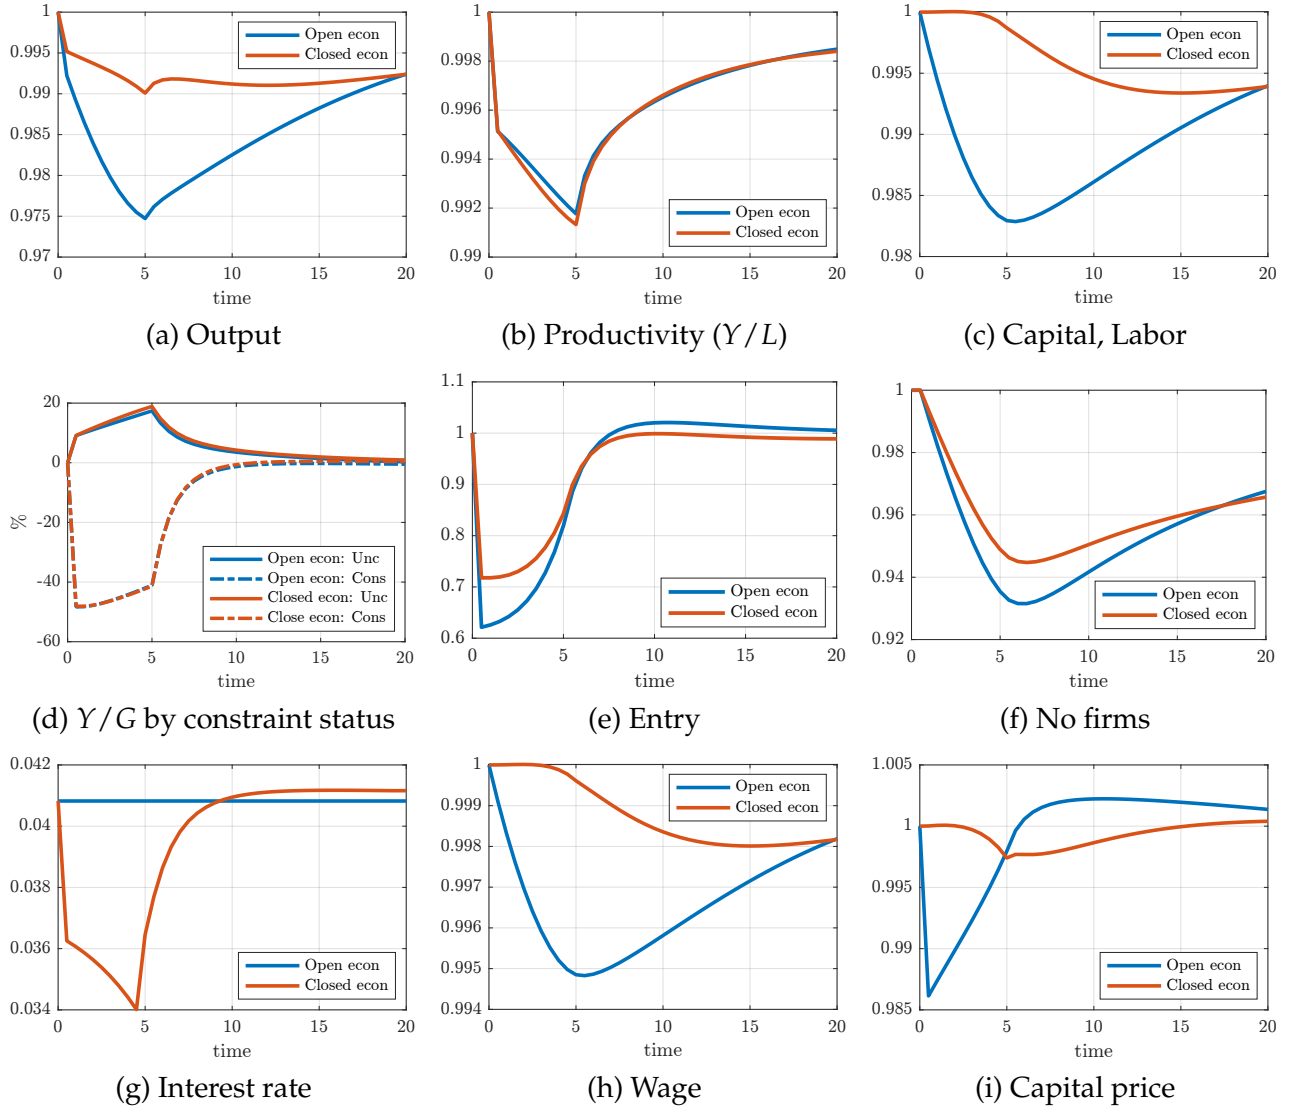 1
0.995
0.99
0.985
0.98
0.975
0.97
0 5 10 15 20
time
Open econ
Closed econ
(a) Output
1
0.998
0.996
0.994
0.992
0.99
0 5 10 15 20
time
Open econ
Closed econ
(b) Productivity (Y/L)
1
0.995
0.99
0.985
0.98
0 5 10 15 20
time
Open econ
Closed econ
(c) Capital, Labor
20
0
-20
-40
-60
%
0 5 10 15 20
time
Open econ: Unc
Open econ: Cons
Closed econ: Unc
Close econ: Cons
(d) Y/G by constraint status
1.1
1
0.9
0.8
0.7
0.6
0 5 10 15 20
time
Open econ
Closed econ
(e) Entry
1
0.98
0.96
0.94
0.92
0 5 10 15 20
time
Open econ
Closed econ
(f) No firms
0.042
0.04
0.038
0.036
0.034
0 5 10 15 20
time
Open econ
Closed econ
(g) Interest rate
1
0.999
0.998
0.997
0.996
0.995
0.994
0 5 10 15 20
time
Open econ
Closed econ
(h) Wage
1.005
1
0.995
0.99
0.985
0 5 10 15 20
time
Open econ
Closed econ
(i) Capital price